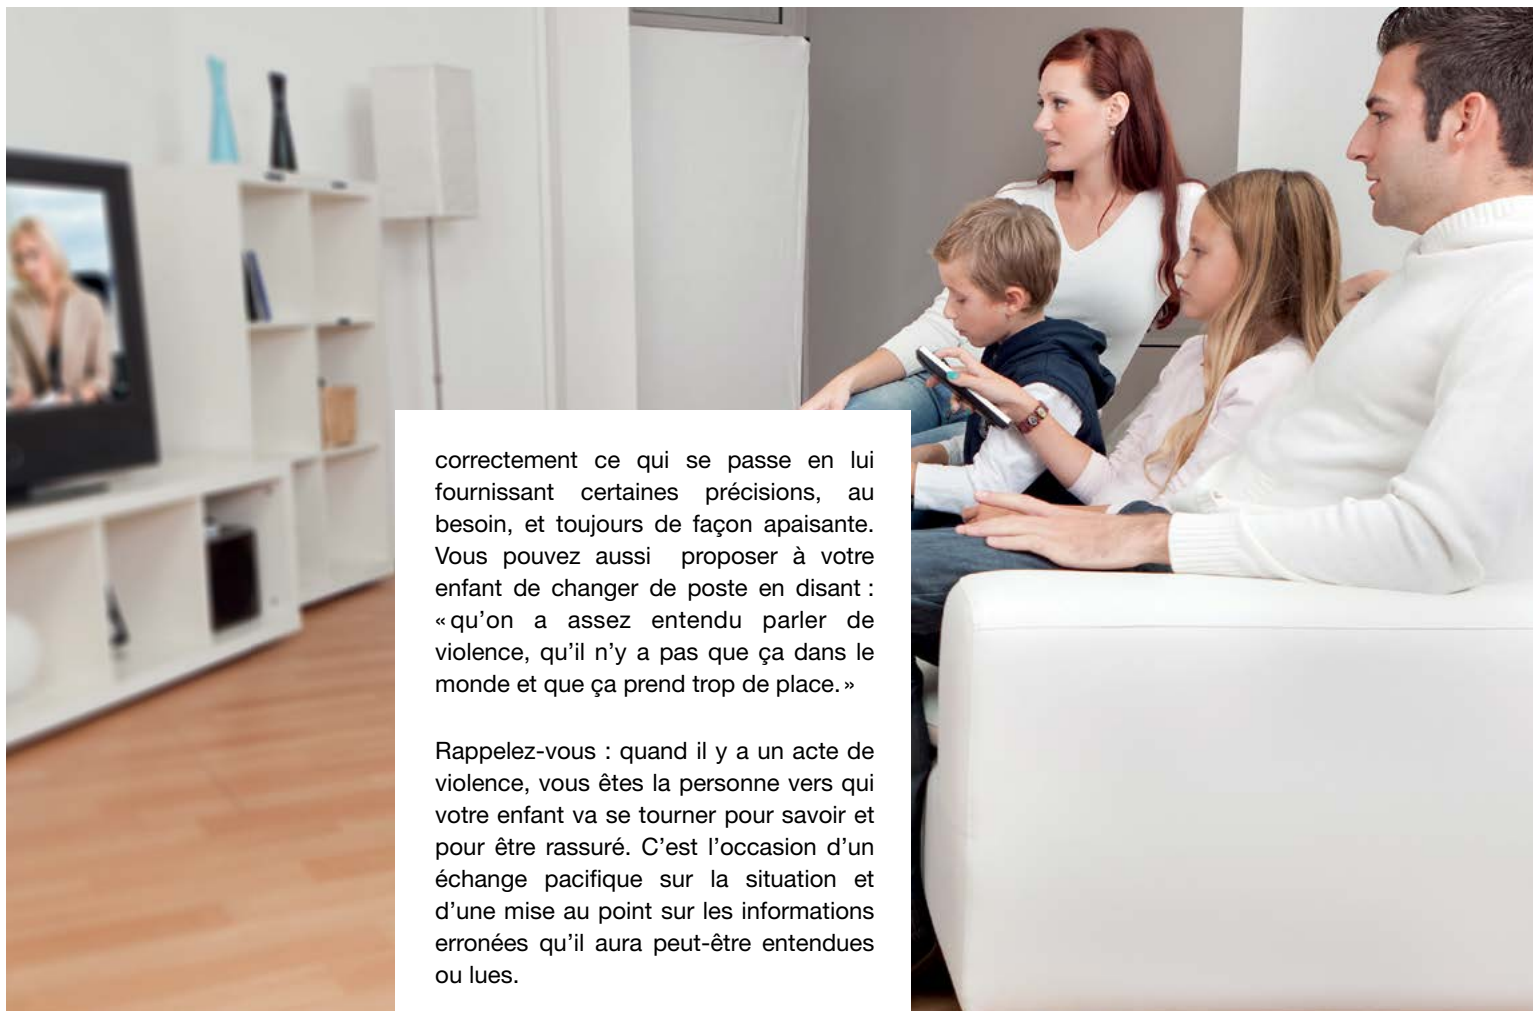 correctement ce qui se passe en lui
fournissant certaines précisions, au
besoin, et toujours de façon apaisante.
Vous pouvez aussi proposer à votre
enfant de changer de poste en disant :
« qu’on a assez entendu parler de
violence, qu’il n’y a pas que ça dans le
monde et que ça prend trop de place. »

Rappelez-vous : quand il y a un acte de
violence, vous êtes la personne vers qui
votre enfant va se tourner pour savoir et
pour être rassuré. C’est l’occasion d’un
échange pacifique sur la situation et
d’une mise au point sur les informations
erronées qu’il aura peut-être entendues
ou lues.